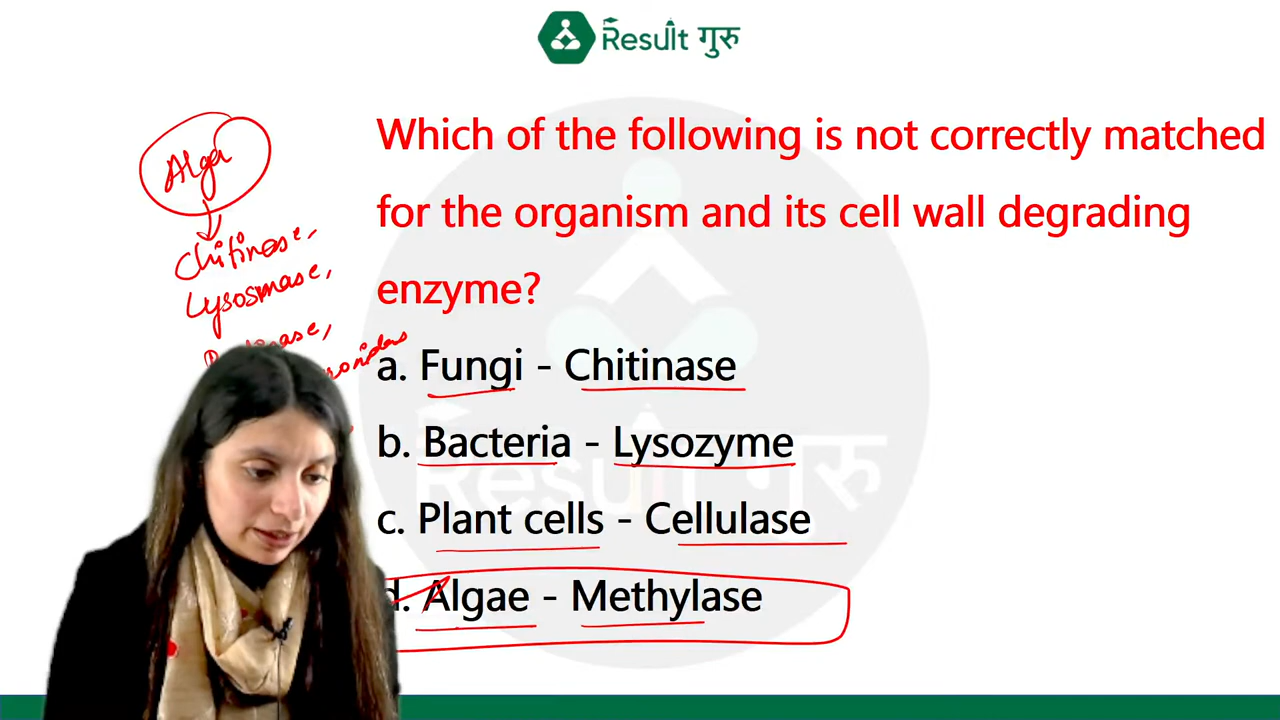 Result गुरु
Which of the following is not correctly matched
for the organism and its cell wall degrading
enzyme?
a. Fungi - Chitinase
b. Bacteria - Lysozyme
c. Plant cells - Cellulase
d. Algae - Methylase
Chitinase,
Lysosmase,
Result गुरु